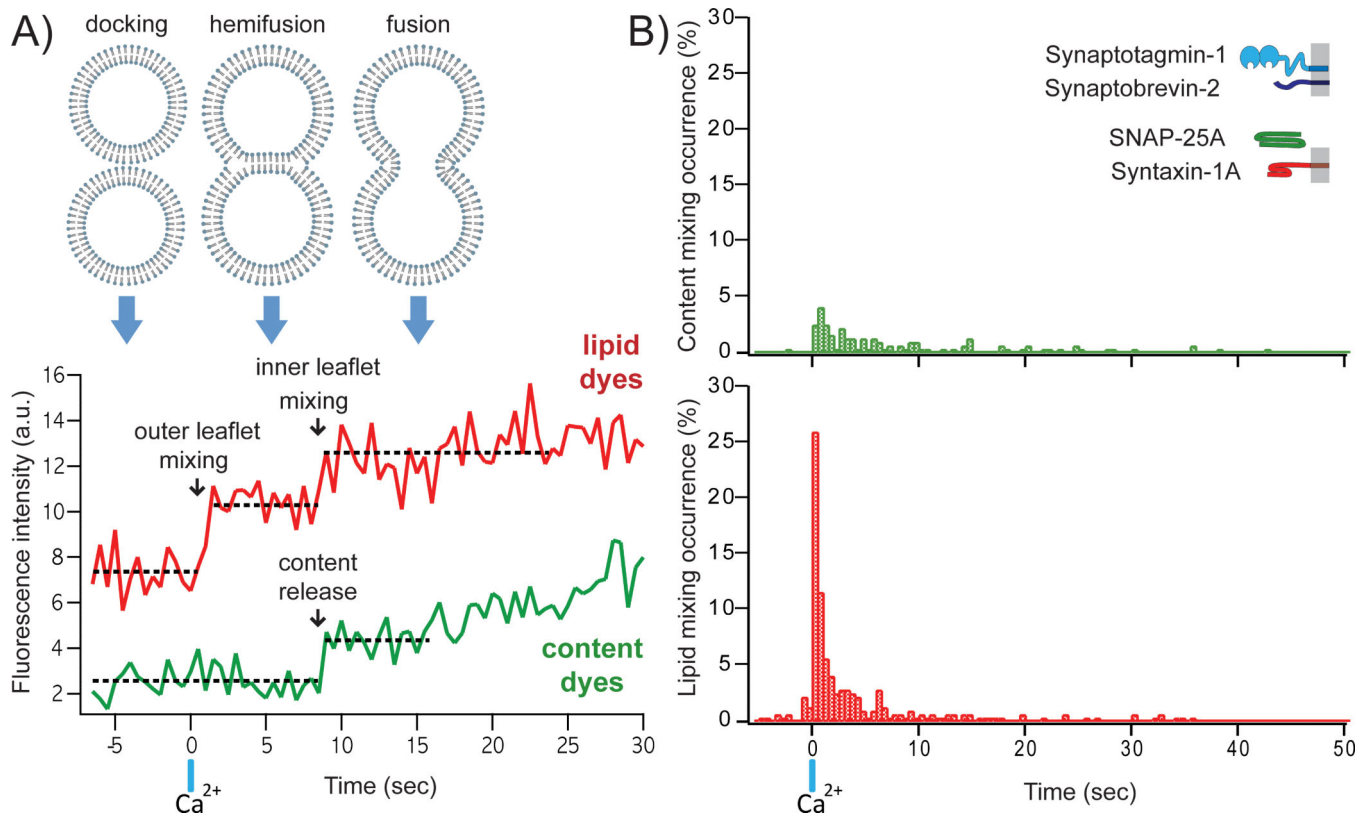 A)
docking
hemifusion
fusion
lipid
dyes
inner leaflet
mixing
outer leaflet
mixing
content
release
content
dyes
Fluorescence intensity (a.u.)
16
14
12
10
8
6
4
2
-5
0
5
10
15
20
25
30
Time (sec)
Ca2+
B)
Synaptotagmin-1
Synaptobrevin-2
SNAP-25A
Syntaxin-1A
Content mixing occurrence (%)
30
25
20
15
10
5
0
Lipid mixing occurrence (%)
30
25
20
15
10
5
0
0
10
20
30
40
50
Time (sec)
Ca2+